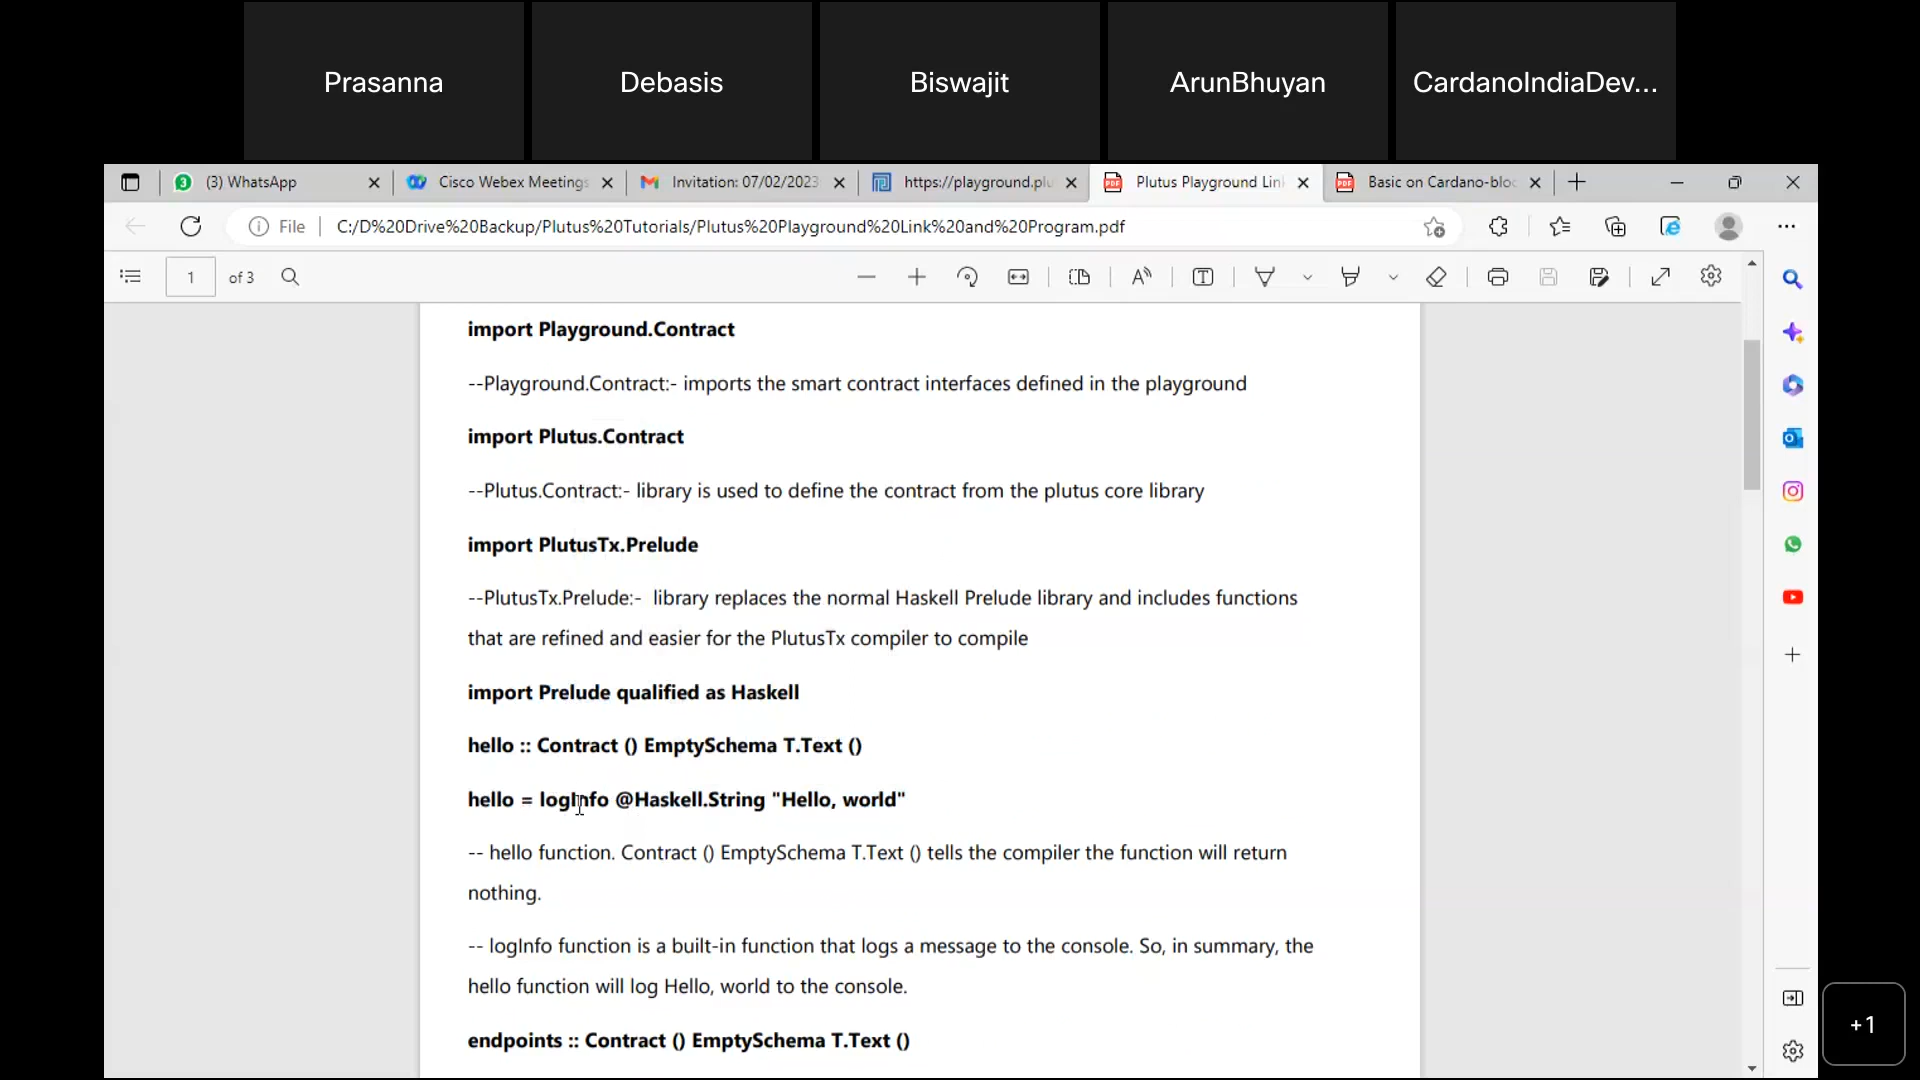 Prasanna
Debasis
Biswajit
ArunBhuyan
CardanoIndiaDev...
(3) WhatsApp
Cisco Webex Meetings
Invitation: 07/02/2023
https://playground.plu
Plutus Playground Lin
Basic on Cardano-bloc
File
C:/D%20Drive%20Backup/Plutus%20Tutorials/Plutus%20Playground%20Link%20and%20Program.pdf
1 of 3
import Playground.Contract
--Playground.Contract:- imports the smart contract interfaces defined in the playground
import Plutus.Contract
--Plutus.Contract:- library is used to define the contract from the plutus core library
import PlutusTx.Prelude
--PlutusTx.Prelude:- library replaces the normal Haskell Prelude library and includes functions
that are refined and easier for the PlutusTx compiler to compile
import Prelude qualified as Haskell
hello :: Contract () EmptySchema T.Text ()
hello = logInfo @Haskell.String "Hello, world"
-- hello function. Contract () EmptySchema T.Text () tells the compiler the function will return
nothing.
-- logInfo function is a built-in function that logs a message to the console. So, in summary, the
hello function will log Hello, world to the console.
endpoints :: Contract () EmptySchema T.Text ()
+1